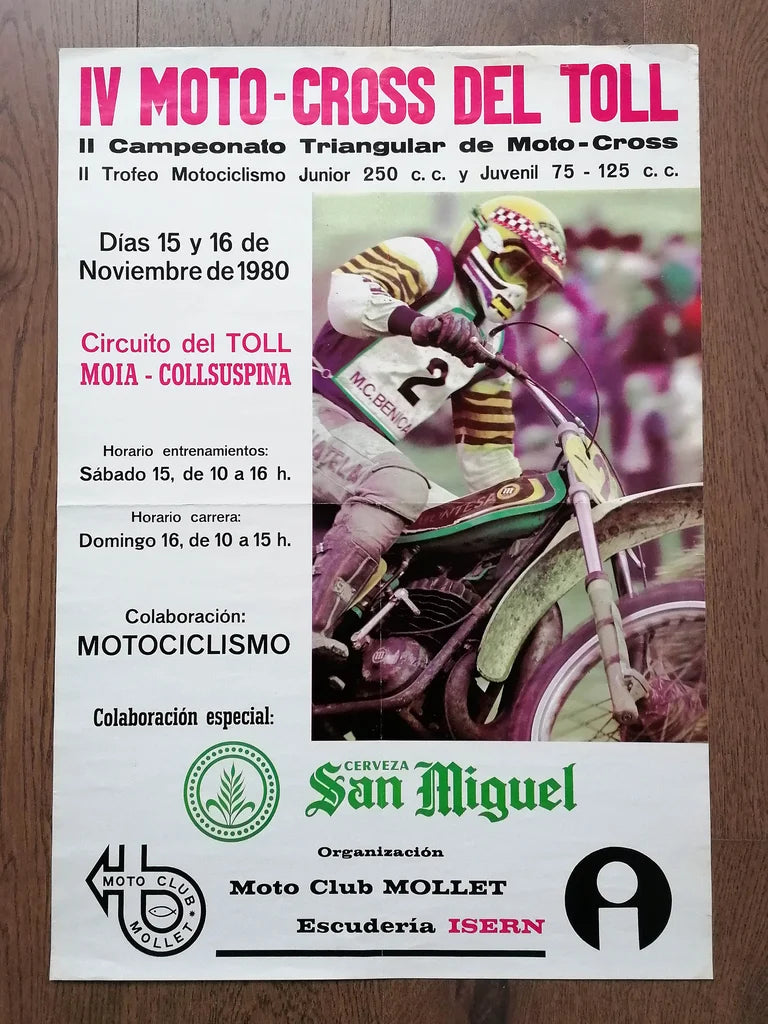 IV MOTO-CROSS DEL TOLL
II Campeonato Triangular de Moto-Cross
II Trofeo Motociclismo Junior 250 c. c. y Juvenil 75 - 125 c. c.
Días 15 y 16 de
Noviembre de 1980
Circuito del TOLL
MOIA - COLLSUSPINA
Horario entrenamientos:
Sábado 15, de 10 a 16 h.
Horario carrera:
Domingo 16, de 10 a 15 h.
Colaboración:
MOTOCICLISMO
Colaboración especial:
2
M.C. BENICA
MONTESA
CERVEZA
San Miguel
Organización
Moto Club MOLLET
Escudería ISERN
MOTO CLUB
MOLLET